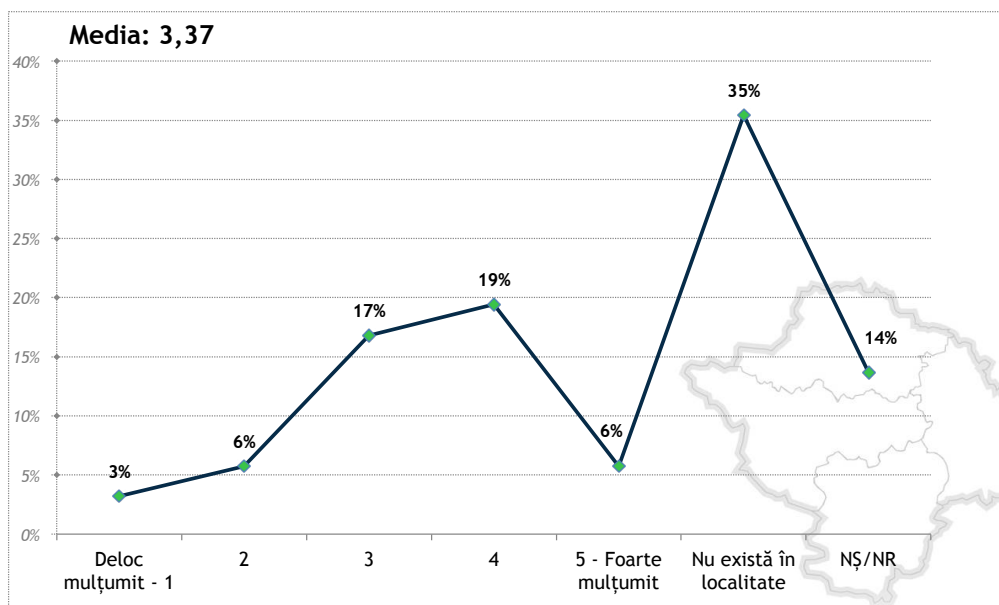 Media: 3,37
40%
35%
30%
25%
20%
15%
10%
5%
0%
3%
6%
17%
19%
6%
35%
14%
Deloc
mulțumit - 1
2
3
4
5 - Foarte
mulțumit
Nu există în
localitate
NȘ/NR